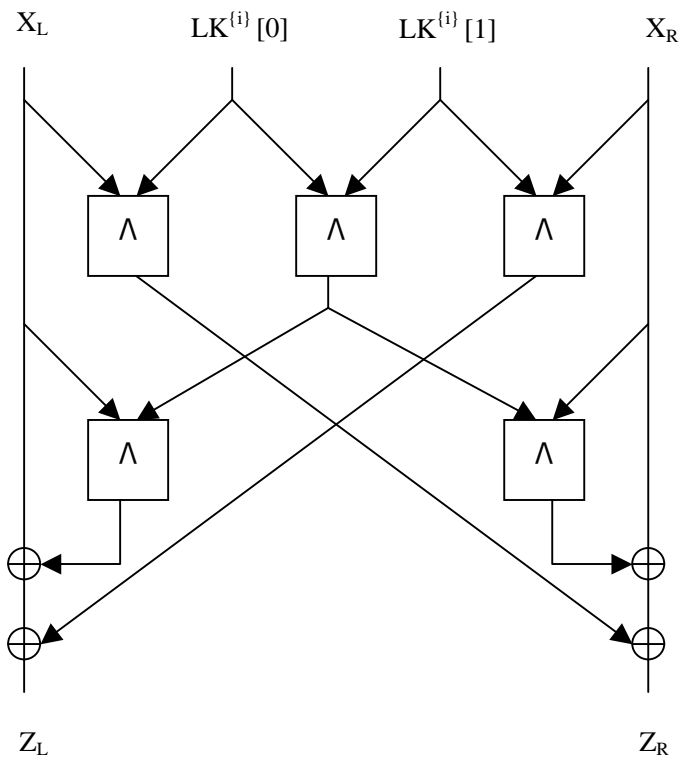 X_L LK^{i} [0] LK^{i} [1] X_R
∧ ∧ ∧
∧ ∧
Z_L Z_R